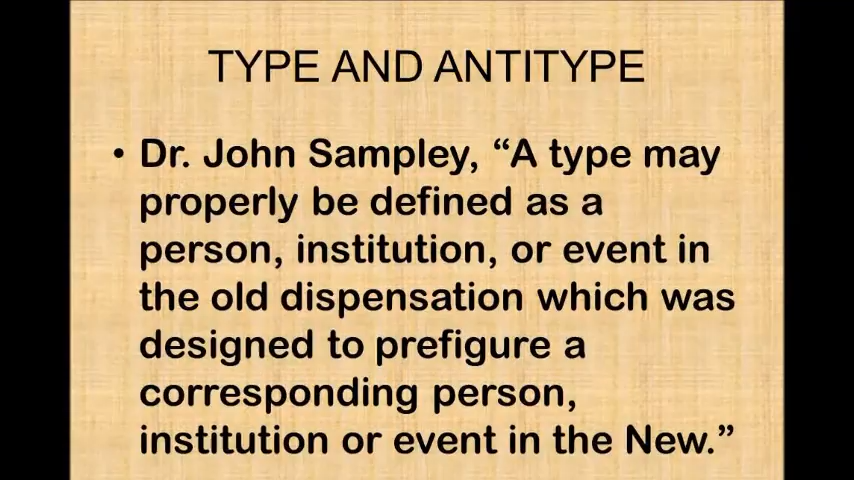 TYPE AND ANTITYPE
• Dr. John Sampley, “A type may
properly be defined as a
person, institution, or event in
the old dispensation which was
designed to prefigure a
corresponding person,
institution or event in the New.”